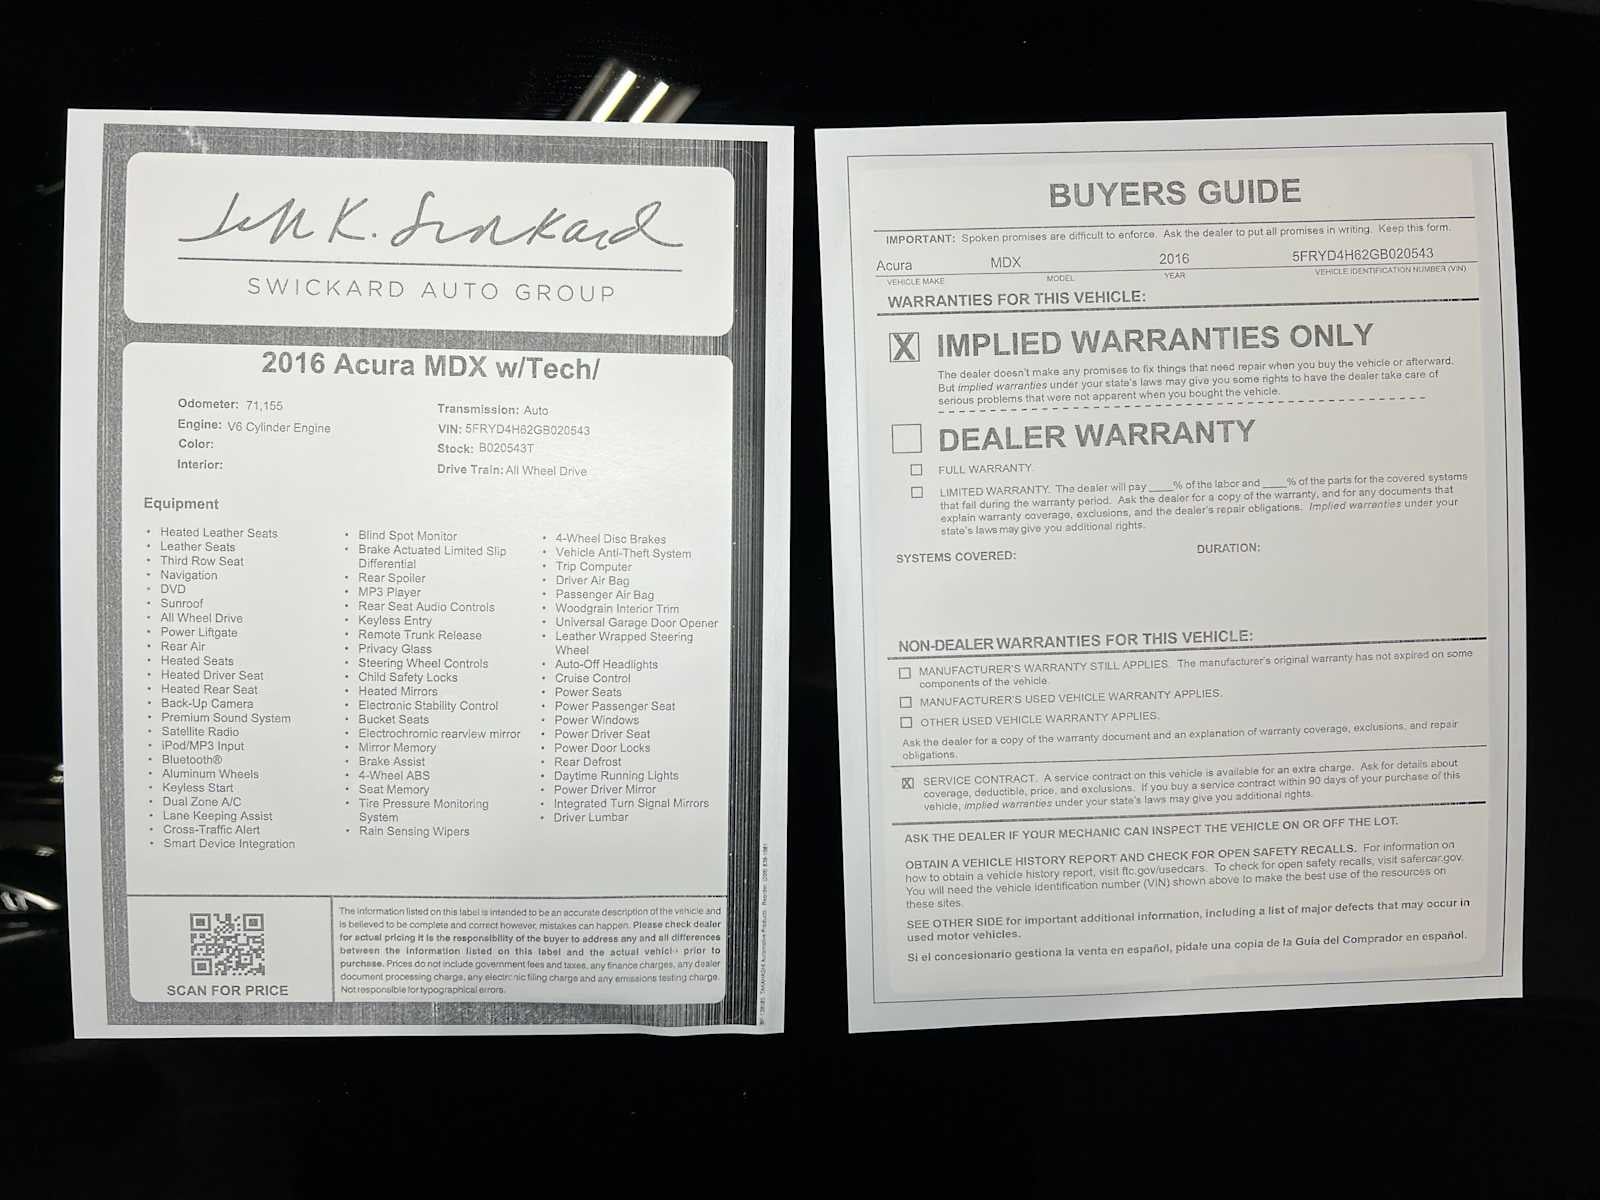 Jeff K. Swickard
SWICKARD AUTO GROUP
2016 Acura MDX w/Tech/
Odometer: 71,155
Engine: V6 Cylinder Engine
Color:
Interior:
Transmission: Auto
VIN: 5FRYD4H62GB020543
Stock: B020543T
Drive Train: All Wheel Drive
Equipment
• Heated Leather Seats
• Leather Seats
• Third Row Seat
• Navigation
• DVD
• Sunroof
• All Wheel Drive
• Power Liftgate
• Rear Air
• Heated Seats
• Heated Driver Seat
• Heated Rear Seat
• Back-Up Camera
• Premium Sound System
• Satellite Radio
• iPod/MP3 Input
• Bluetooth®
• Aluminum Wheels
• Keyless Start
• Dual Zone A/C
• Lane Keeping Assist
• Cross-Traffic Alert
• Smart Device Integration
• Blind Spot Monitor
• Brake Actuated Limited Slip
Differential
• Rear Spoiler
• MP3 Player
• Rear Seat Audio Controls
• Keyless Entry
• Remote Trunk Release
• Privacy Glass
• Steering Wheel Controls
• Child Safety Locks
• Heated Mirrors
• Electronic Stability Control
• Bucket Seats
• Electrochromic rearview mirror
• Mirror Memory
• Brake Assist
• 4-Wheel ABS
• Seat Memory
• Tire Pressure Monitoring
System
• Rain Sensing Wipers
• 4-Wheel Disc Brakes
• Vehicle Anti-Theft System
• Trip Computer
• Driver Air Bag
• Passenger Air Bag
• Woodgrain Interior Trim
• Universal Garage Door Opener
• Leather Wrapped Steering
Wheel
• Auto-Off Headlights
• Cruise Control
• Power Seats
• Power Passenger Seat
• Power Windows
• Power Driver Seat
• Power Door Locks
• Rear Defrost
• Daytime Running Lights
• Power Driver Mirror
• Integrated Turn Signal Mirrors
• Driver Lumbar
SCAN FOR PRICE
The information listed on this label is intended to be an accurate description of the vehicle and
is believed to be complete and correct however, mistakes can happen. Please check dealer
for actual pricing it is the responsibility of the buyer to address any and all differences
between the information listed on this label and the actual vehicle prior to
purchase. Prices do not include government fees and taxes, any finance charges, any dealer
document processing charge, any electronic filing charge and any emissions testing charge.
Not responsible for typographical errors.
BUYERS GUIDE
IMPORTANT: Spoken promises are difficult to enforce. Ask the dealer to put all promises in writing. Keep this form.
Acura MDX 2016 5FRYD4H62GB020543
VEHICLE MAKE MODEL YEAR VEHICLE IDENTIFICATION NUMBER (VIN)
WARRANTIES FOR THIS VEHICLE:
X IMPLIED WARRANTIES ONLY
The dealer doesn't make any promises to fix things that need repair when you buy the vehicle or afterward.
But implied warranties under your state's laws may give you some rights to have the dealer take care of
serious problems that were not apparent when you bought the vehicle.
DEALER WARRANTY
FULL WARRANTY.
LIMITED WARRANTY. The dealer will pay ____% of the labor and ____% of the parts for the covered systems
that fail during the warranty period. Ask the dealer for a copy of the warranty, and for any documents that
explain warranty coverage, exclusions, and the dealer's repair obligations. Implied warranties under your
state's laws may give you additional rights.
SYSTEMS COVERED: DURATION:
NON-DEALER WARRANTIES FOR THIS VEHICLE:
MANUFACTURER'S WARRANTY STILL APPLIES. The manufacturer's original warranty has not expired on some
components of the vehicle.
MANUFACTURER'S USED VEHICLE WARRANTY APPLIES.
OTHER USED VEHICLE WARRANTY APPLIES.
Ask the dealer for a copy of the warranty document and an explanation of warranty coverage, exclusions, and repair
obligations.
X SERVICE CONTRACT. A service contract on this vehicle is available for an extra charge. Ask for details about
coverage, deductible, price, and exclusions. If you buy a service contract within 90 days of your purchase of this
vehicle, implied warranties under your state's laws may give you additional rights.
ASK THE DEALER IF YOUR MECHANIC CAN INSPECT THE VEHICLE ON OR OFF THE LOT.
OBTAIN A VEHICLE HISTORY REPORT AND CHECK FOR OPEN SAFETY RECALLS. For information on
how to obtain a vehicle history report, visit ftc.gov/usedcars. To check for open safety recalls, visit safercar.gov.
You will need the vehicle identification number (VIN) shown above to make the best use of the resources on
these sites.
SEE OTHER SIDE for important additional information, including a list of major defects that may occur in
used motor vehicles.
Si el concesionario gestiona la venta en español, pídale una copia de la Guía del Comprador en español.